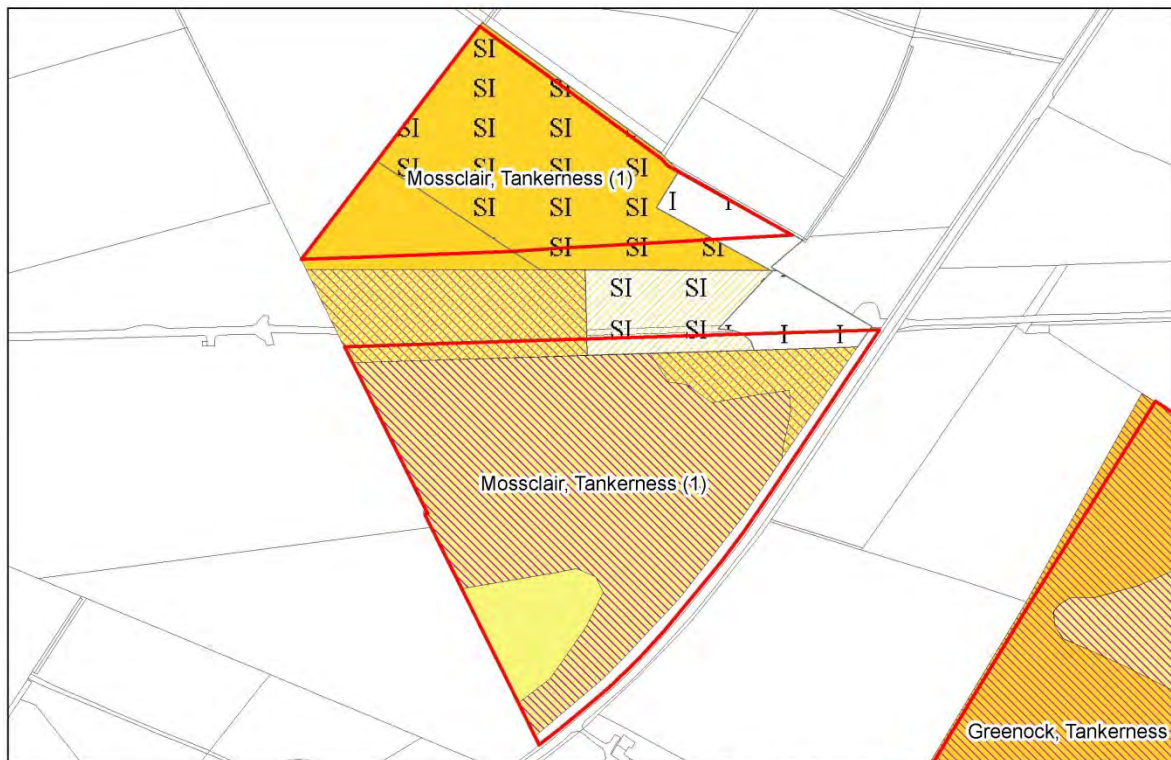 SI
SI SI
SI SI SI
SI SI SI SI
Mossclair, Tankerness (1)
SI SI SI I I
SI SI SI
SI SI
SI SI I I I
Mossclair, Tankerness (1)
Greenock, Tankerness